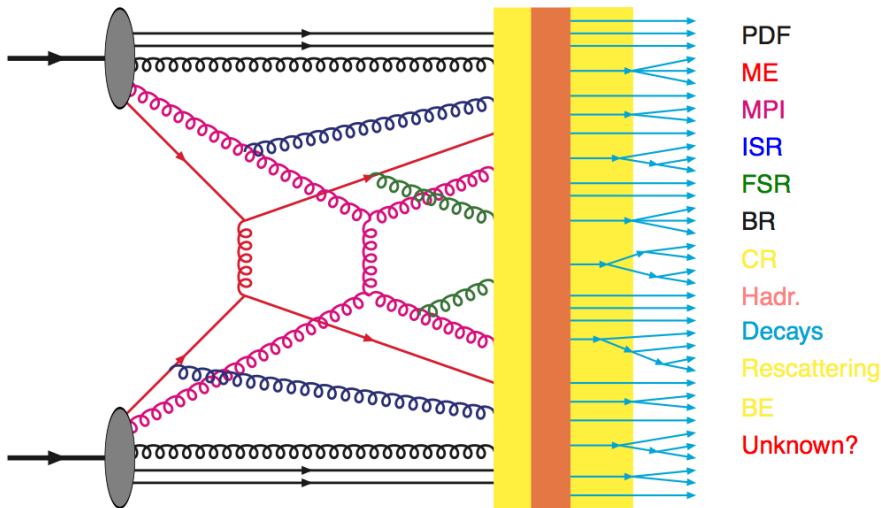 PDF
ME
MPI
ISR
FSR
BR
CR
Hadr.
Decays
Rescattering
BE
Unknown?